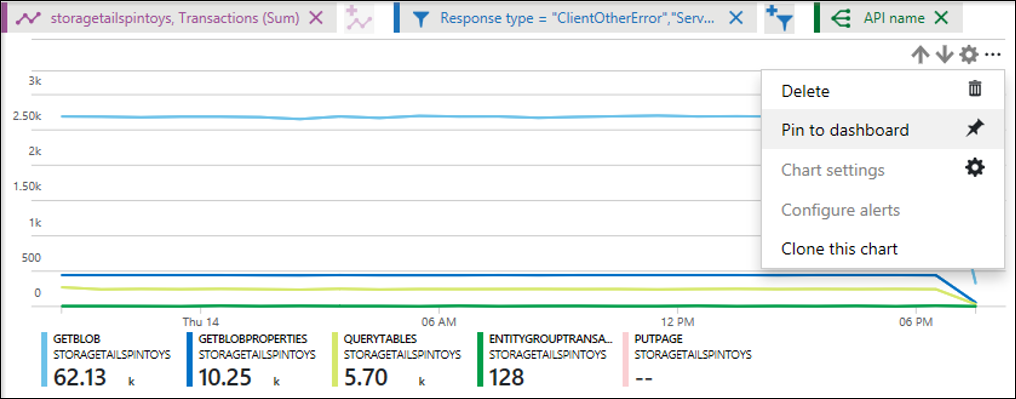 storagetailspintoys, Transactions (Sum)
Response type = "ClientOtherError","Serv...
API name
Delete
Pin to dashboard
Chart settings
Configure alerts
Clone this chart
3k
2.50k
2k
1.50k
1k
500
0
Thu 14
06 AM
12 PM
06 PM
GETBLOB
STORAGETAILSPINTOYS
62.13 k
GETBLOBPROPERTIES
STORAGETAILSPINTOYS
10.25 k
QUERYTABLES
STORAGETAILSPINTOYS
5.70 k
ENTITYGROUPTRANSA...
STORAGETAILSPINTOYS
128
PUTPAGE
STORAGETAILSPINTOYS
--